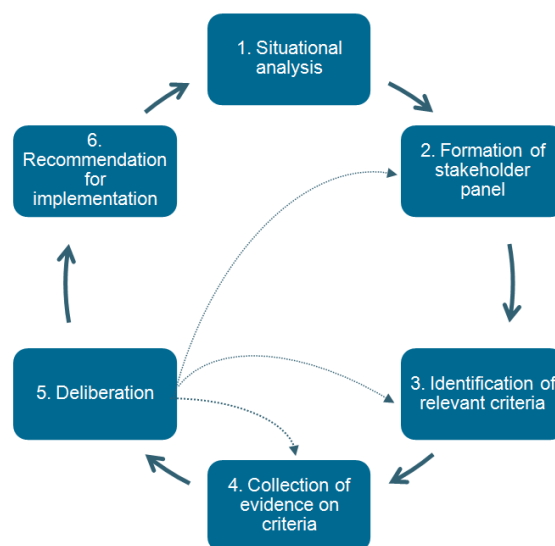 1. Situational
analysis
2. Formation of
stakeholder
panel
3. Identification of
relevant criteria
4. Collection of
evidence on
criteria
5. Deliberation
6.
Recommendation
for
implementation